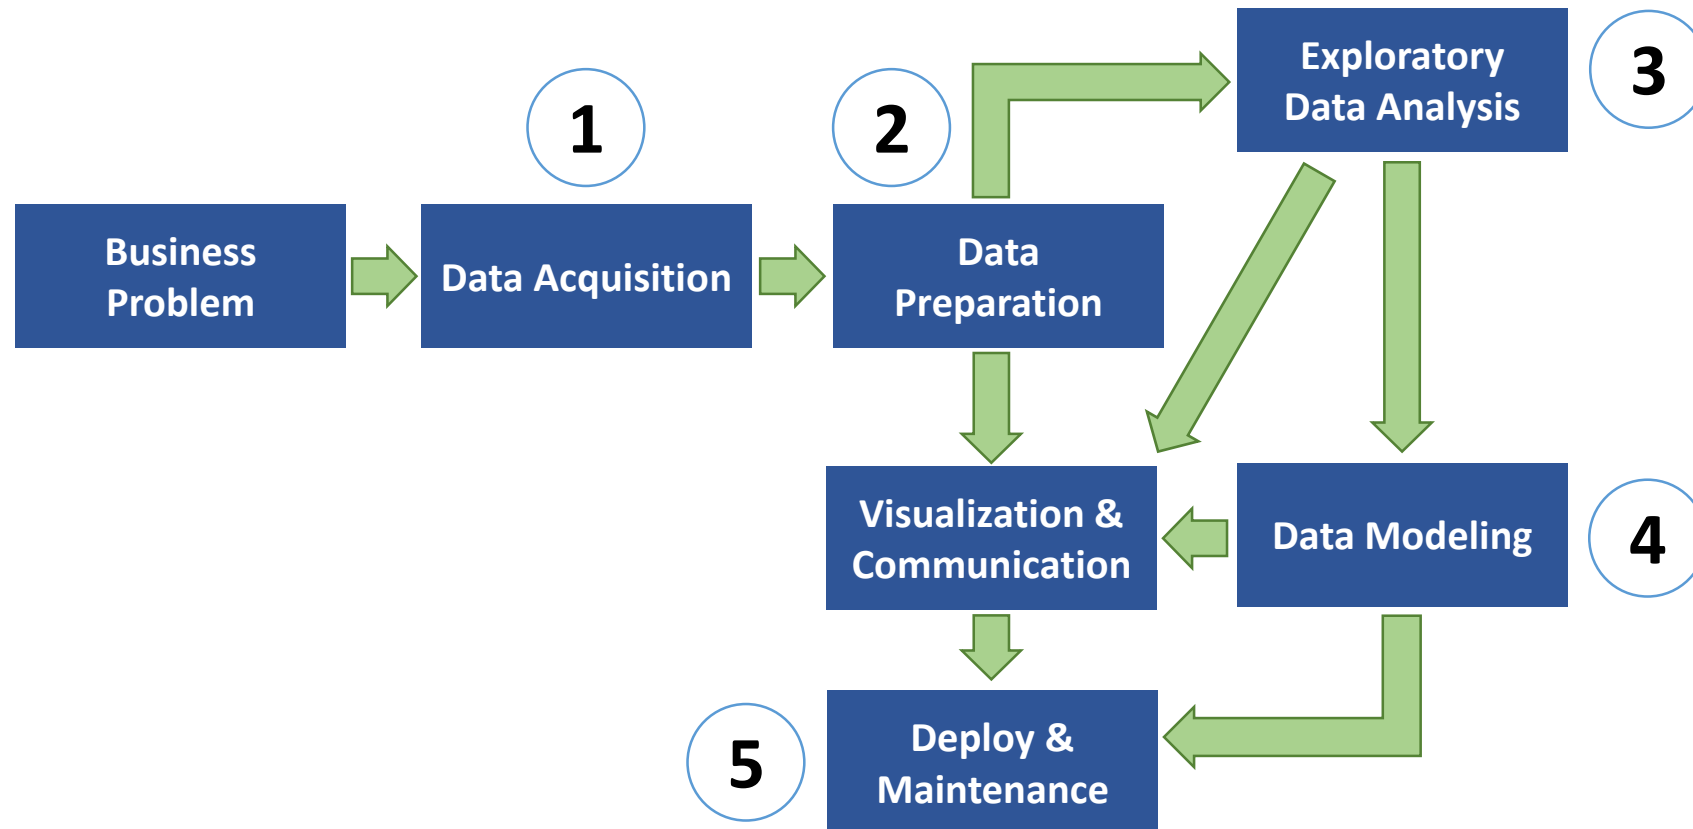 1
2
3
Business
Problem
Data Acquisition
Data
Preparation
Exploratory
Data Analysis
Visualization &
Communication
Data Modeling
4
5
Deploy &
Maintenance